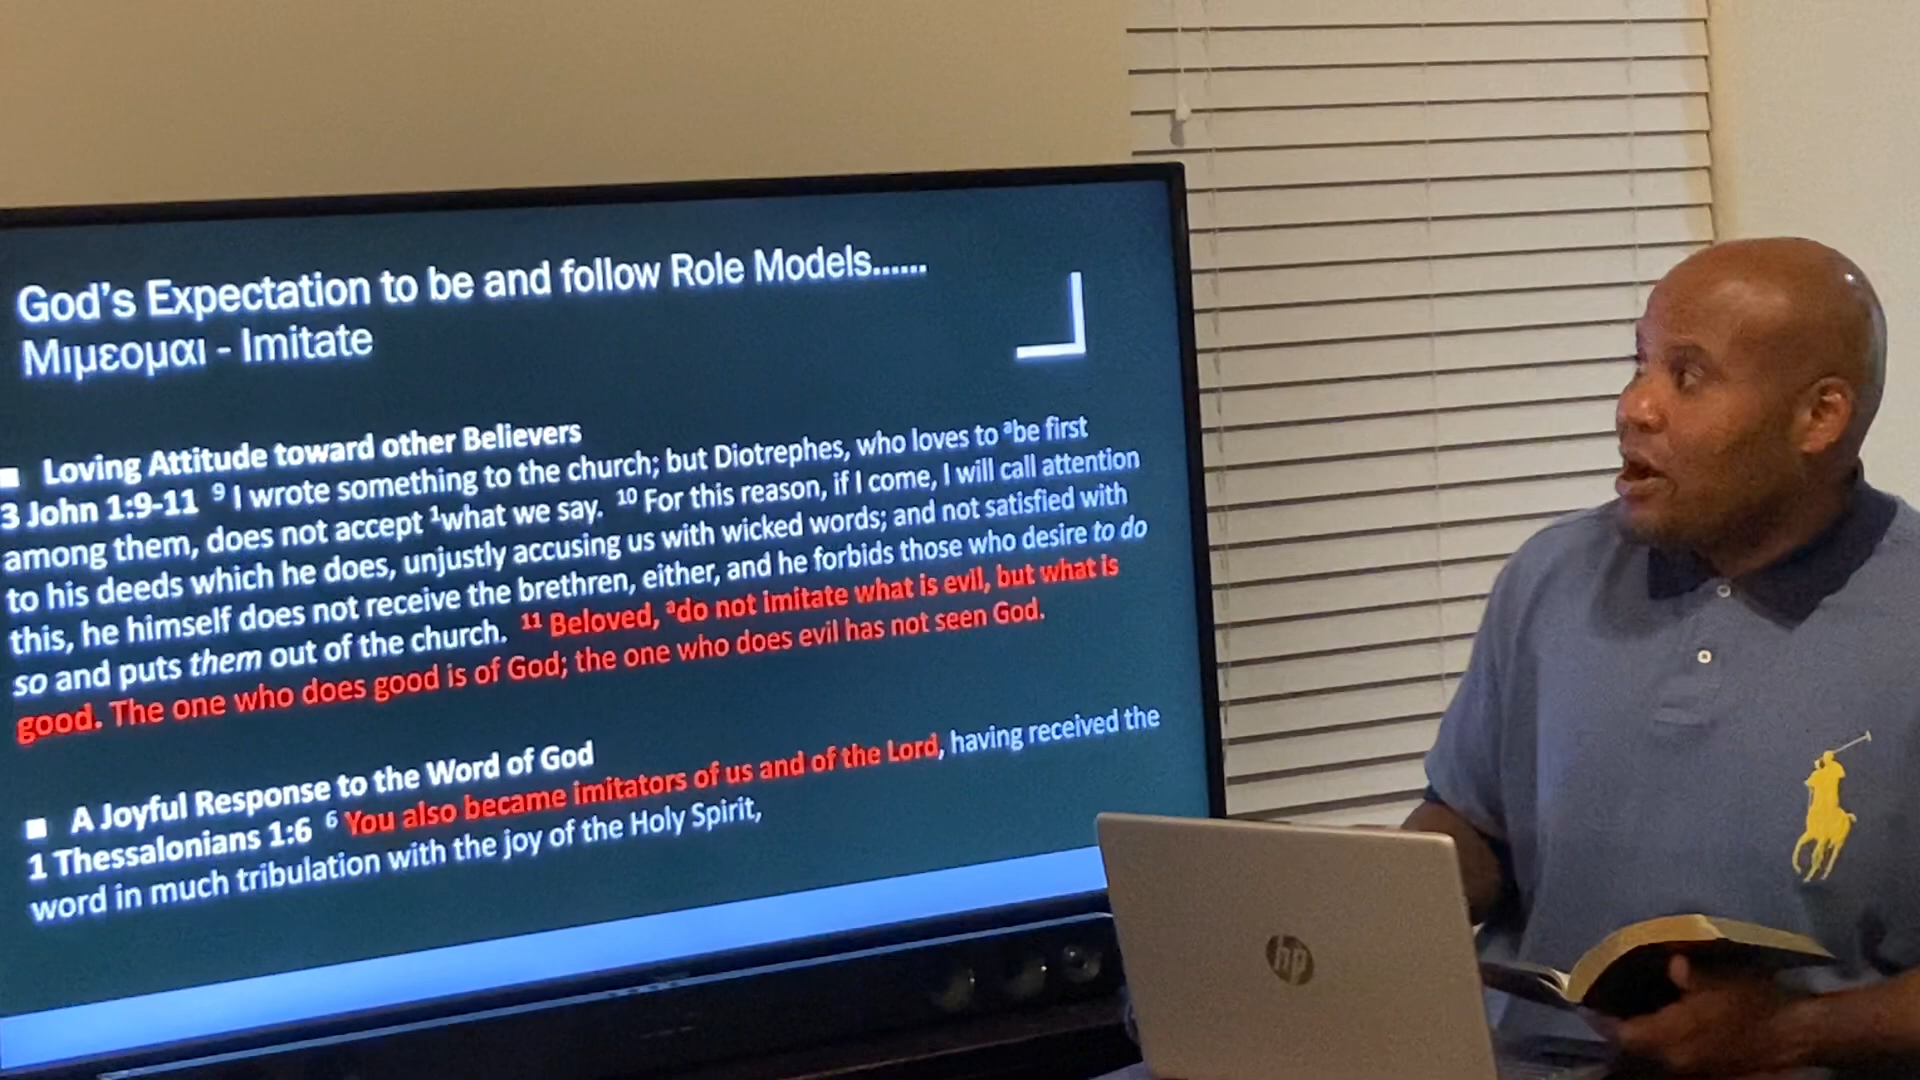 God's Expectation to be and follow Role Models......
Μιμεομαι - Imitate
Loving Attitude toward other Believers
3 John 1:9-11 9 I wrote something to the church; but Diotrephes, who loves to abe first
among them, does not accept 1what we say. 10 For this reason, if I come, I will call attention
to his deeds which he does, unjustly accusing us with wicked words; and not satisfied with
this, he himself does not receive the brethren, either, and he forbids those who desire to do
so and puts them out of the church. 11 Beloved, ado not imitate what is evil, but what is
good. The one who does good is of God; the one who does evil has not seen God.
A Joyful Response to the Word of God
1 Thessalonians 1:6 6 You also became imitators of us and of the Lord, having received the
word in much tribulation with the joy of the Holy Spirit,
hp